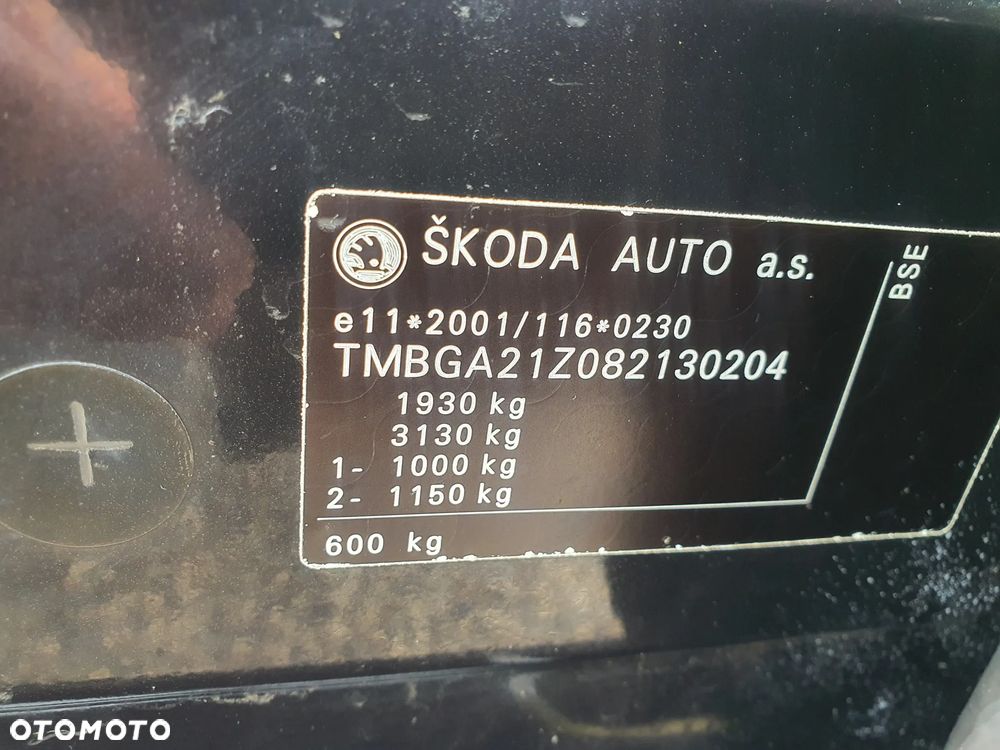 ŠKODA AUTO a.s.
BSE
e11*2001/116*0230
TMBGA21Z082130204
1930 kg
3130 kg
1- 1000 kg
2- 1150 kg
600 kg
OTOMOTO